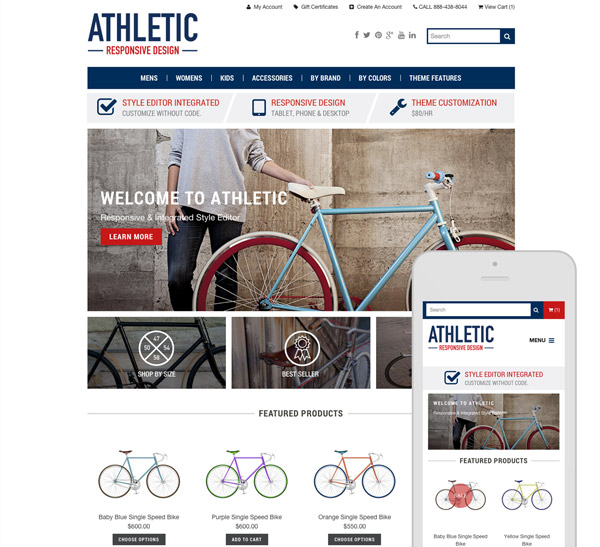 My Account
Gift Certificates
Create An Account
CALL 888-438-8044
View Cart (1)
ATHLETIC
RESPONSIVE DESIGN
Search
MENS
WOMENS
KIDS
ACCESSORIES
BY BRAND
BY COLORS
THEME FEATURES
STYLE EDITOR INTEGRATED
CUSTOMIZE WITHOUT CODE.
RESPONSIVE DESIGN
TABLET, PHONE & DESKTOP
THEME CUSTOMIZATION
$80/HR
WELCOME TO ATHLETIC
Responsive & Integrated Style Editor
LEARN MORE
47
50 54
58
SHOP BY SIZE
BEST SELLER
FEATURED PRODUCTS
Baby Blue Single Speed Bike
$600.00
CHOOSE OPTIONS
Purple Single Speed Bike
$600.00
ADD TO CART
Orange Single Speed Bike
$550.00
CHOOSE OPTIONS
Search
(1)
ATHLETIC
RESPONSIVE DESIGN
MENU
STYLE EDITOR INTEGRATED
CUSTOMIZE WITHOUT CODE.
WELCOME TO ATHLETIC
Responsive & Integrated Style Editor
FEATURED PRODUCTS
SALE
Baby Blue Single Speed
Bike
Yellow Single Speed
Bike